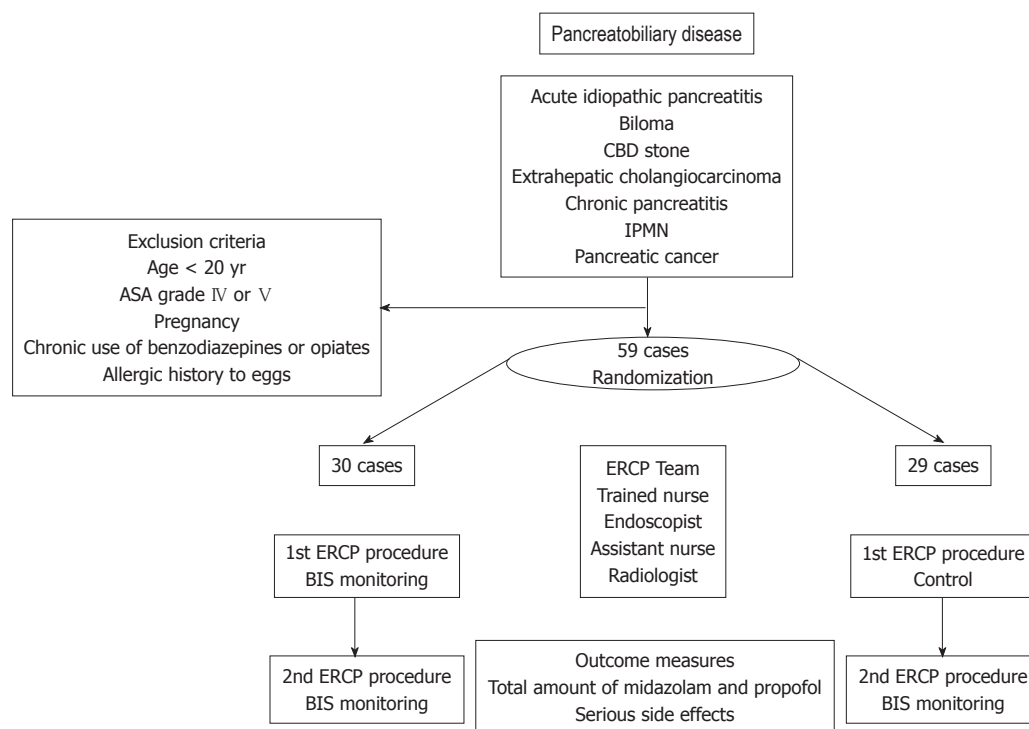 Pancreatobiliary disease
Acute idiopathic pancreatitis
Biloma
CBD stone
Extrahepatic cholangiocarcinoma
Chronic pancreatitis
IPMN
Pancreatic cancer
Exclusion criteria
Age < 20 yr
ASA grade Ⅳ or Ⅴ
Pregnancy
Chronic use of benzodiazepines or opiates
Allergic history to eggs
59 cases
Randomization
30 cases
ERCP Team
Trained nurse
Endoscopist
Assistant nurse
Radiologist
29 cases
1st ERCP procedure
BIS monitoring
1st ERCP procedure
Control
2nd ERCP procedure
BIS monitoring
Outcome measures
Total amount of midazolam and propofol
Serious side effects
2nd ERCP procedure
BIS monitoring